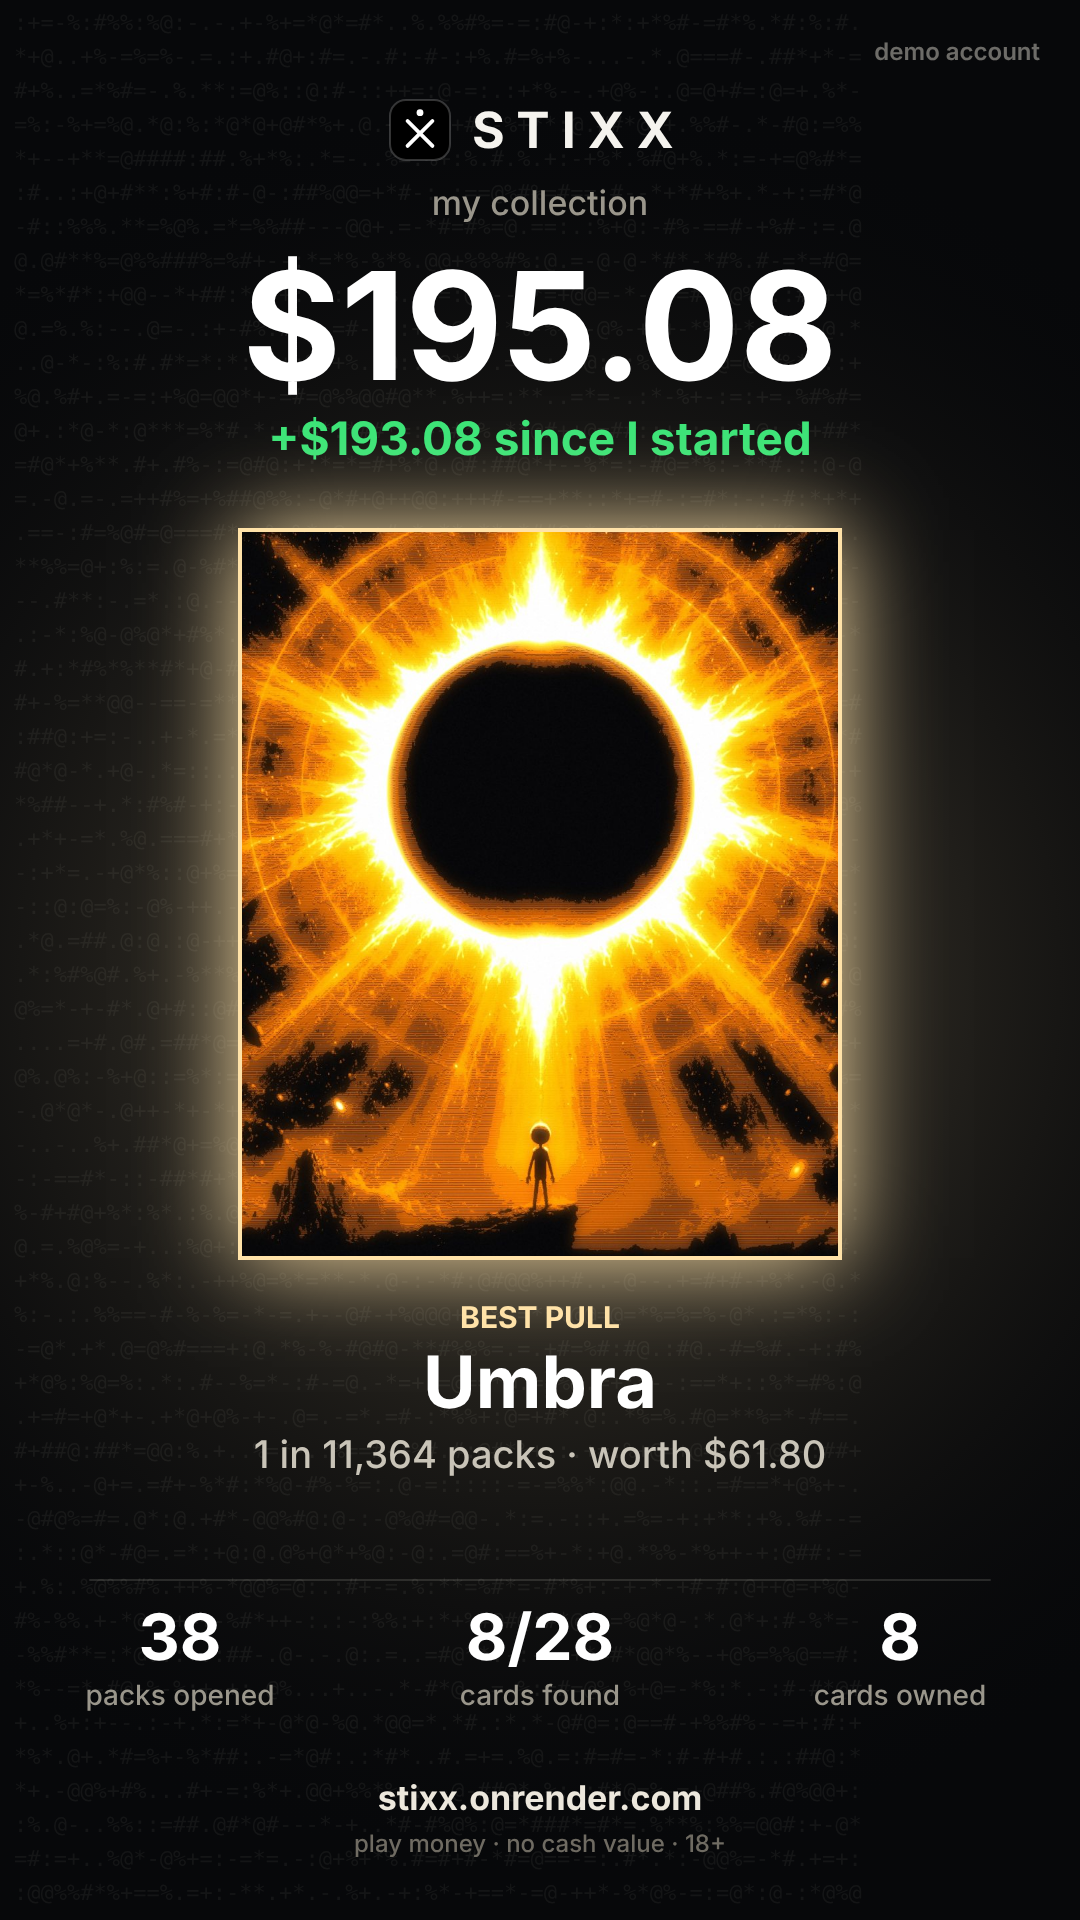 demo account
STIXX
my collection
$195.08
+$193.08 since I started
BEST PULL
Umbra
1 in 11,364 packs · worth $61.80
38
packs opened
8/28
cards found
8
cards owned
stixx.onrender.com
play money · no cash value · 18+